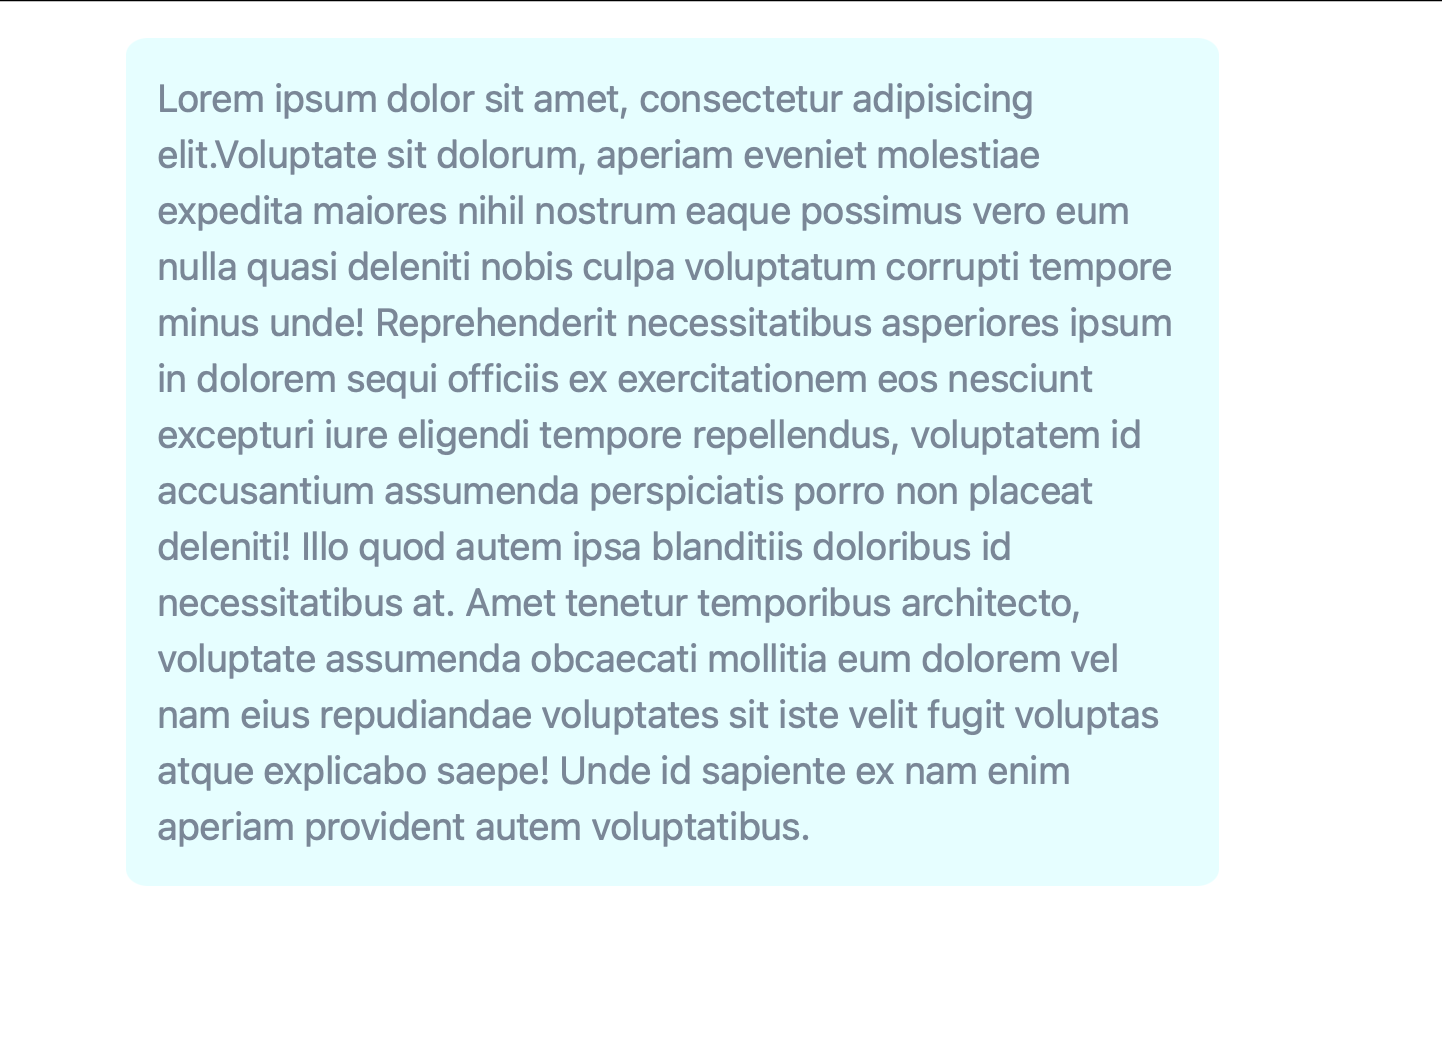 Lorem ipsum dolor sit amet, consectetur adipisicing
elit.Voluptate sit dolorum, aperiam eveniet molestiae
expedita maiores nihil nostrum eaque possimus vero eum
nulla quasi deleniti nobis culpa voluptatum corrupti tempore
minus unde! Reprehenderit necessitatibus asperiores ipsum
in dolorem sequi officiis ex exercitationem eos nesciunt
excepturi iure eligendi tempore repellendus, voluptatem id
accusantium assumenda perspiciatis porro non placeat
deleniti! Illo quod autem ipsa blanditiis doloribus id
necessitatibus at. Amet tenetur temporibus architecto,
voluptate assumenda obcaecati mollitia eum dolorem vel
nam eius repudiandae voluptates sit iste velit fugit voluptas
atque explicabo saepe! Unde id sapiente ex nam enim
aperiam provident autem voluptatibus.